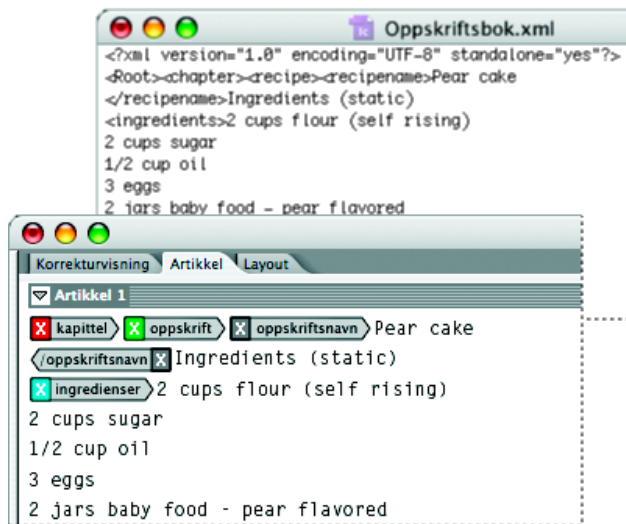 Oppskriftsbok.xml
<?xml version="1.0" encoding="UTF-8" standalone="yes"?>
<Root><chapter><recipe><recipename>Pear cake
</recipename>Ingredients (static)
<ingredients>2 cups flour (self rising)
2 cups sugar
1/2 cup oil
3 eggs
2 jars baby food – pear flavored
Korrekturvisning Artikkel Layout
Artikkel 1
X kapittel X oppskrift X oppskriftsnavn Pear cake
/oppskriftsnavn X Ingredients (static)
X ingredienser 2 cups flour (self rising)
2 cups sugar
1/2 cup oil
3 eggs
2 jars baby food - pear flavored